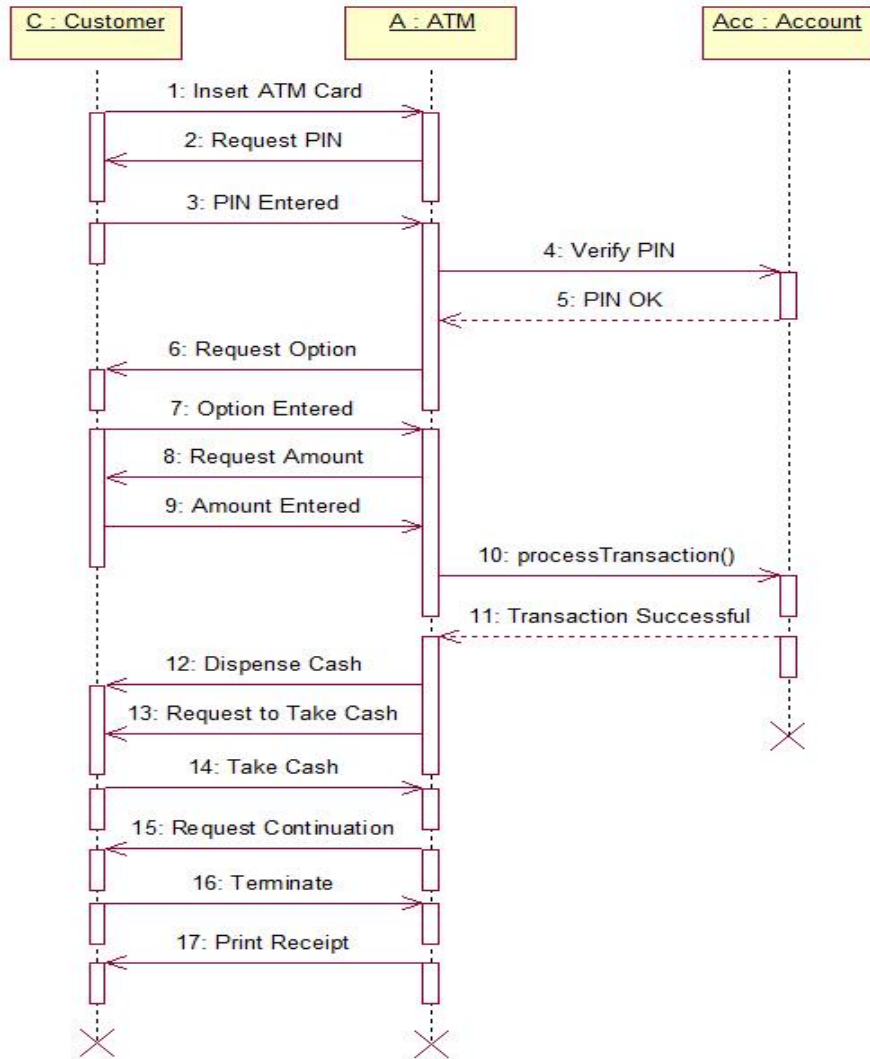 C : Customer
A : ATM
Acc : Account
1: Insert ATM Card
2: Request PIN
3: PIN Entered
4: Verify PIN
5: PIN OK
6: Request Option
7: Option Entered
8: Request Amount
9: Amount Entered
10: processTransaction()
11: Transaction Successful
12: Dispense Cash
13: Request to Take Cash
14: Take Cash
15: Request Continuation
16: Terminate
17: Print Receipt